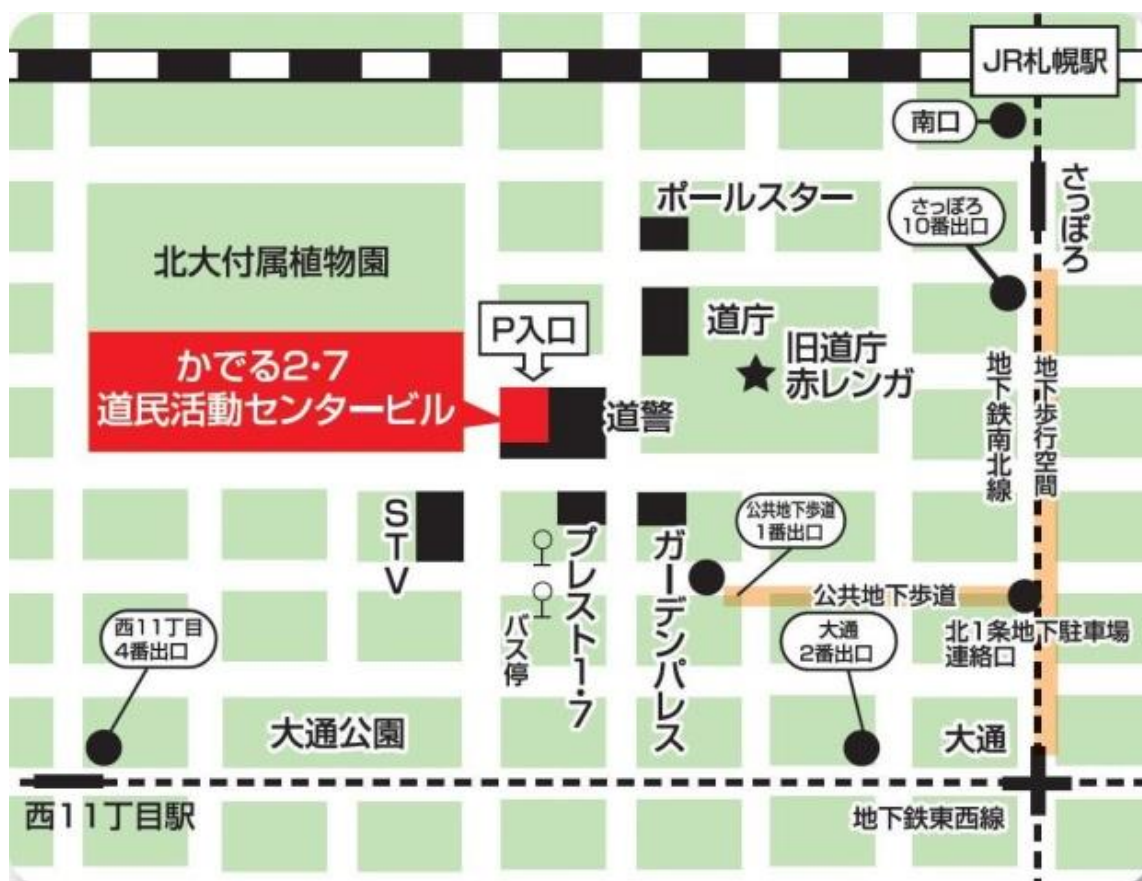 JR札幌駅
南口
さっぽろ
ポールスター
さっぽろ
10番出口
北大付属植物園
P入口
道庁
旧道庁
赤レンガ
かでる2・7
道民活動センタービル
道警
地下鉄南北線
地下歩行空間
STV
プレスト1・7
ガーデンパレス
公共地下歩道
1番出口
公共地下歩道
バス停
西11丁目
4番出口
大通
2番出口
北1条地下駐車場
連絡口
大通公園
大通
西11丁目駅
地下鉄東西線